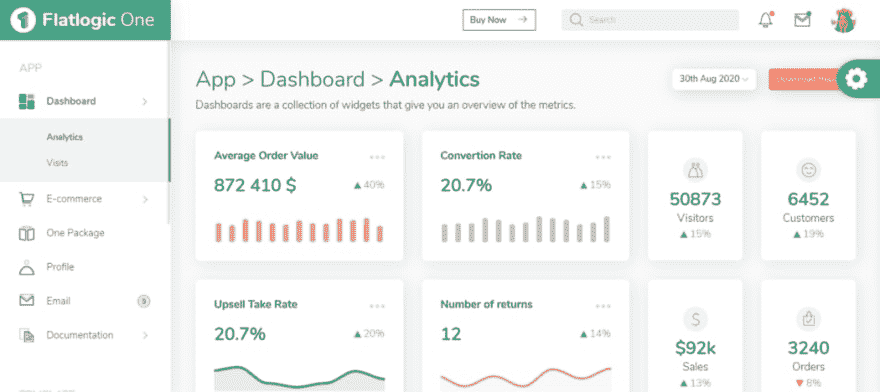 Flatlogic One
Buy Now
Search
APP
Dashboard
Analytics
Visits
E-commerce
One Package
Profile
Email
9
Documentation
App > Dashboard > Analytics
30th Aug 2020
Dashboards are a collection of widgets that give you an overview of the metrics.
Average Order Value
872 410 $
40%
Convertion Rate
20.7%
15%
50873
Visitors
15%
6452
Customers
19%
Upsell Take Rate
20.7%
20%
Number of returns
12
14%
$92k
Sales
13%
3240
Orders
8%